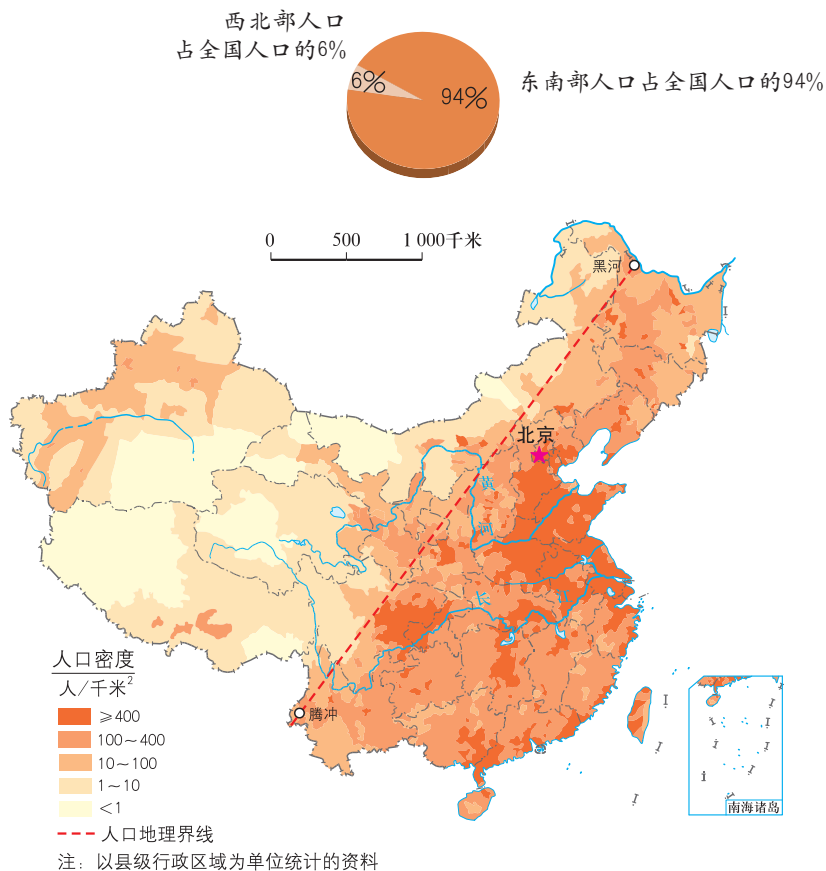 西北部人口
占全国人口的6%
6%
94%
东南部人口占全国人口的94%
0 500 1 000千米
黑河
北京
黄
河
长
江
腾冲
人口密度
人/千米²
≥400
100~400
10~100
1~10
<1
人口地理界线
注：以县级行政区域为单位统计的资料
南海诸岛